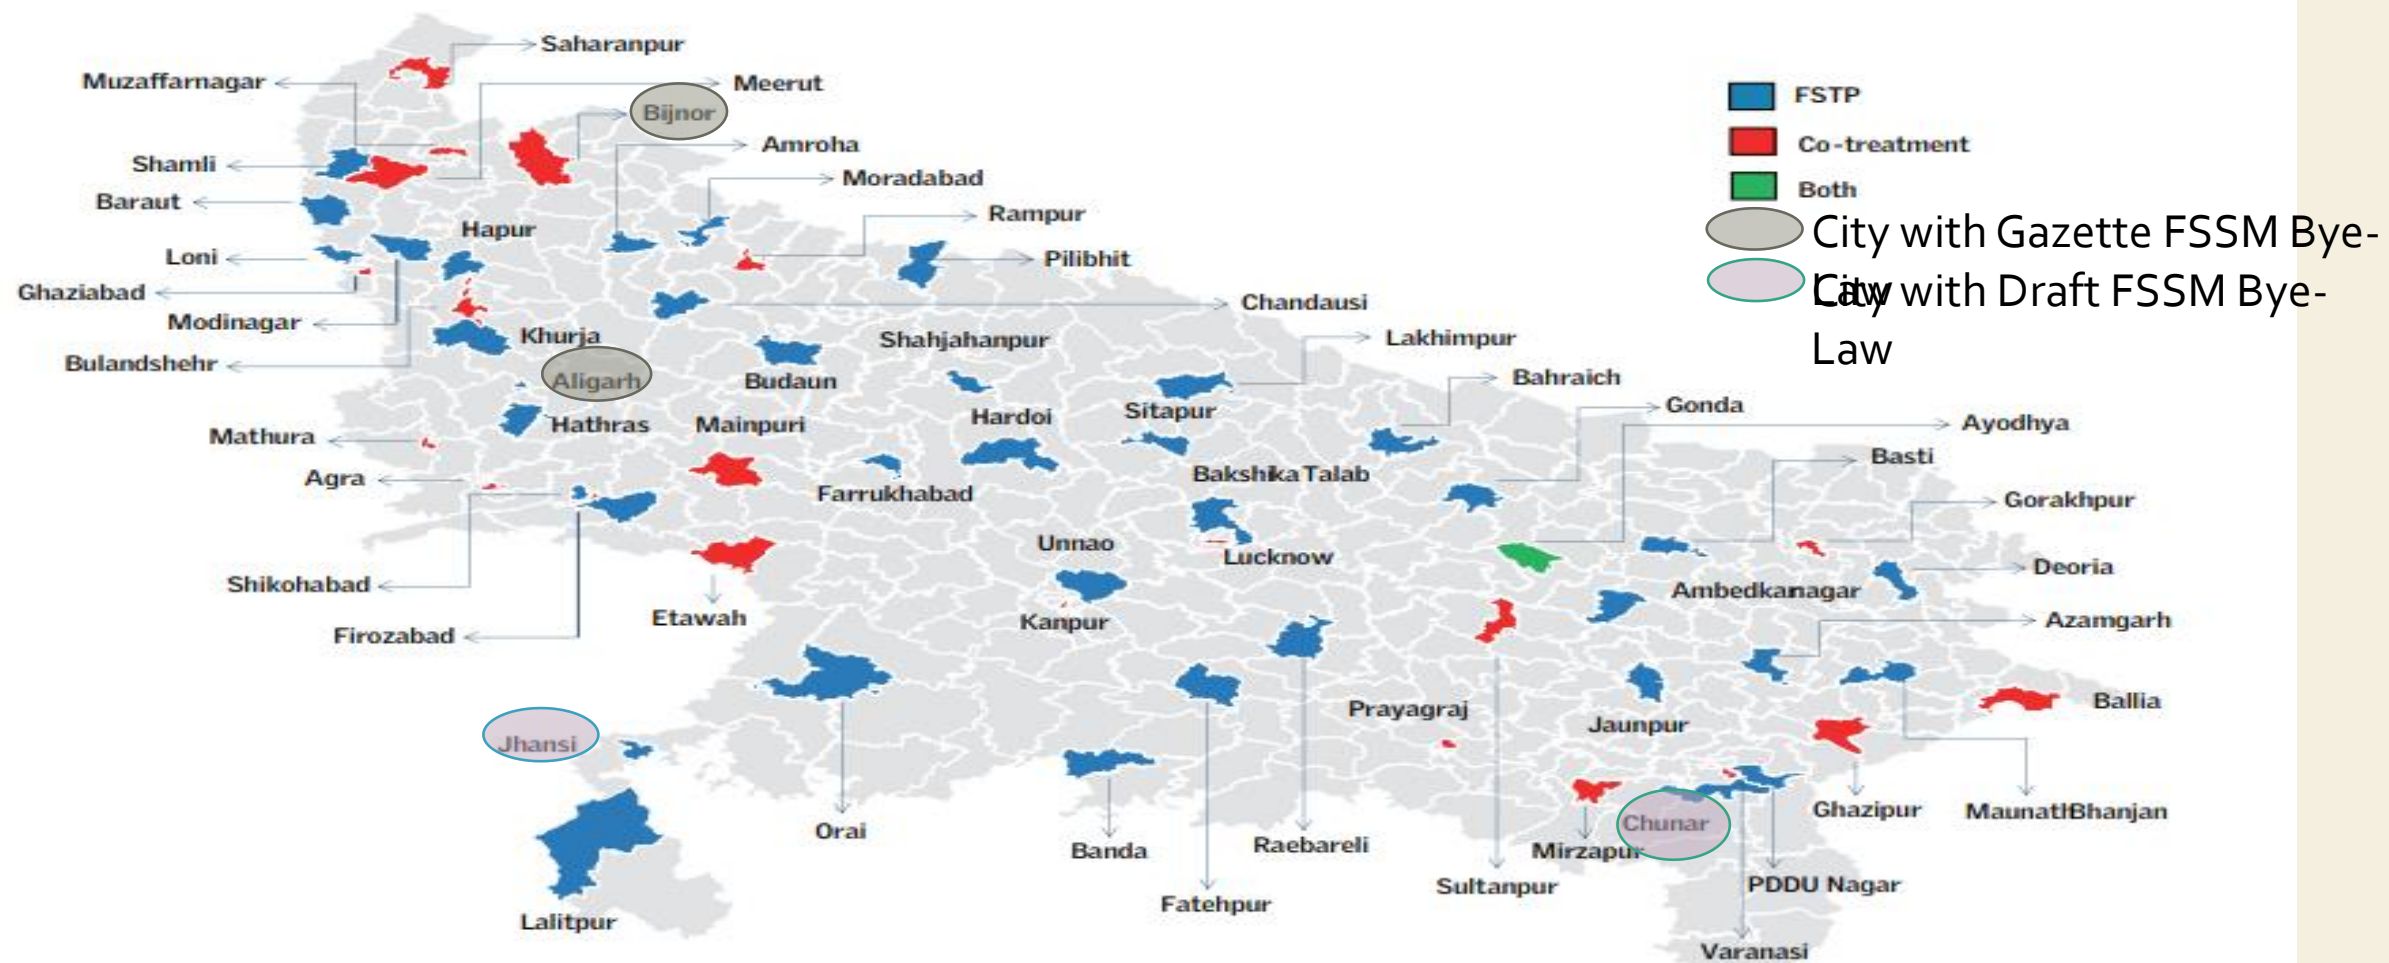 Saharanpur
Muzaffarnagar
Meerut
Bijnor
Amroha
Shamli
Moradabad
Baraut
Rampur
Hapur
Loni
Pilibhit
Ghaziabad
Chandausi
Modinagar
Khurja
Shahjahanpur
Lakhimpur
Bulandshehr
Aligarh
Budaun
Bahraich
Hathras
Mainpuri
Hardoi
Sitapur
Gonda
Ayodhya
Mathura
Agra
Farrukhabad
Bakshika Talab
Basti
Gorakhpur
Unnao
Lucknow
Shikohabad
Deoria
Etawah
Kanpur
Ambedkarnagar
Firozabad
Azamgarh
Prayagraj
Jaunpur
Ballia
Jhansi
Orai
Banda
Raebareli
Mirzapur
Chunar
Ghazipur
Maunath Bhanjan
Lalitpur
Fatehpur
Sultanpur
PDDU Nagar
Varanasi
FSTP
Co-treatment
Both
City with Gazette FSSM Bye-
Law
City with Draft FSSM Bye-
Law